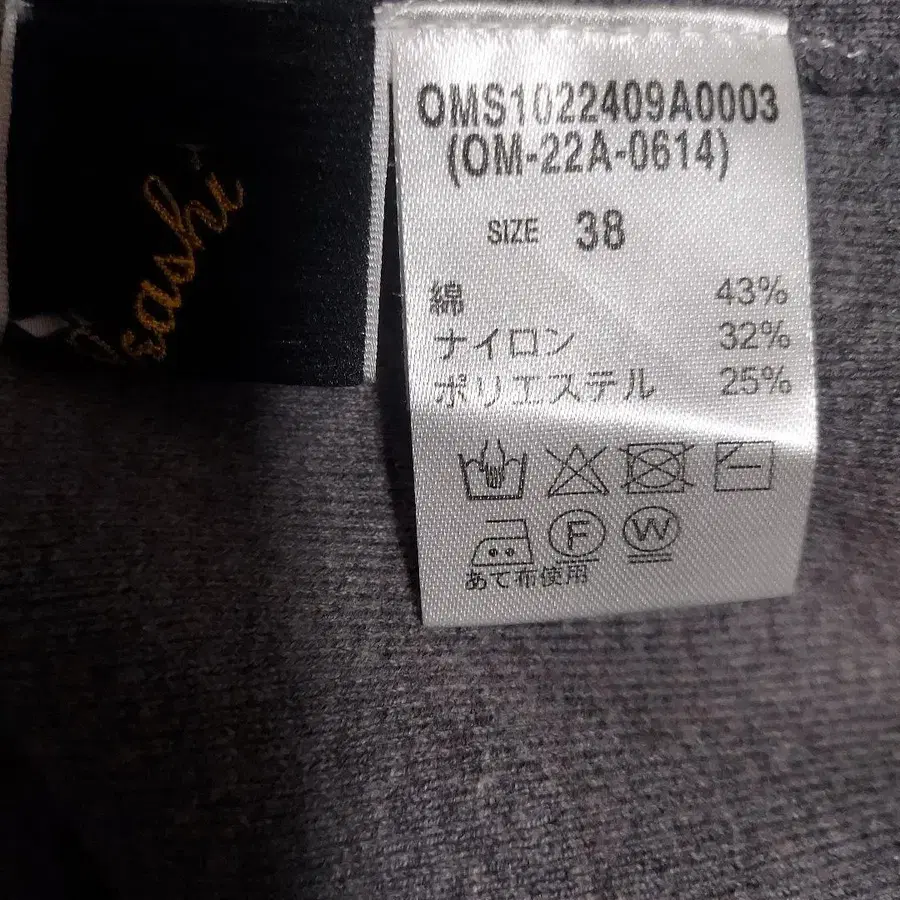 OMS1022409A0003
(OM-22A-0614)
SIZE 38
綿 43%
ナイロン 32%
ポリエステル 25%
F W
あて布使用